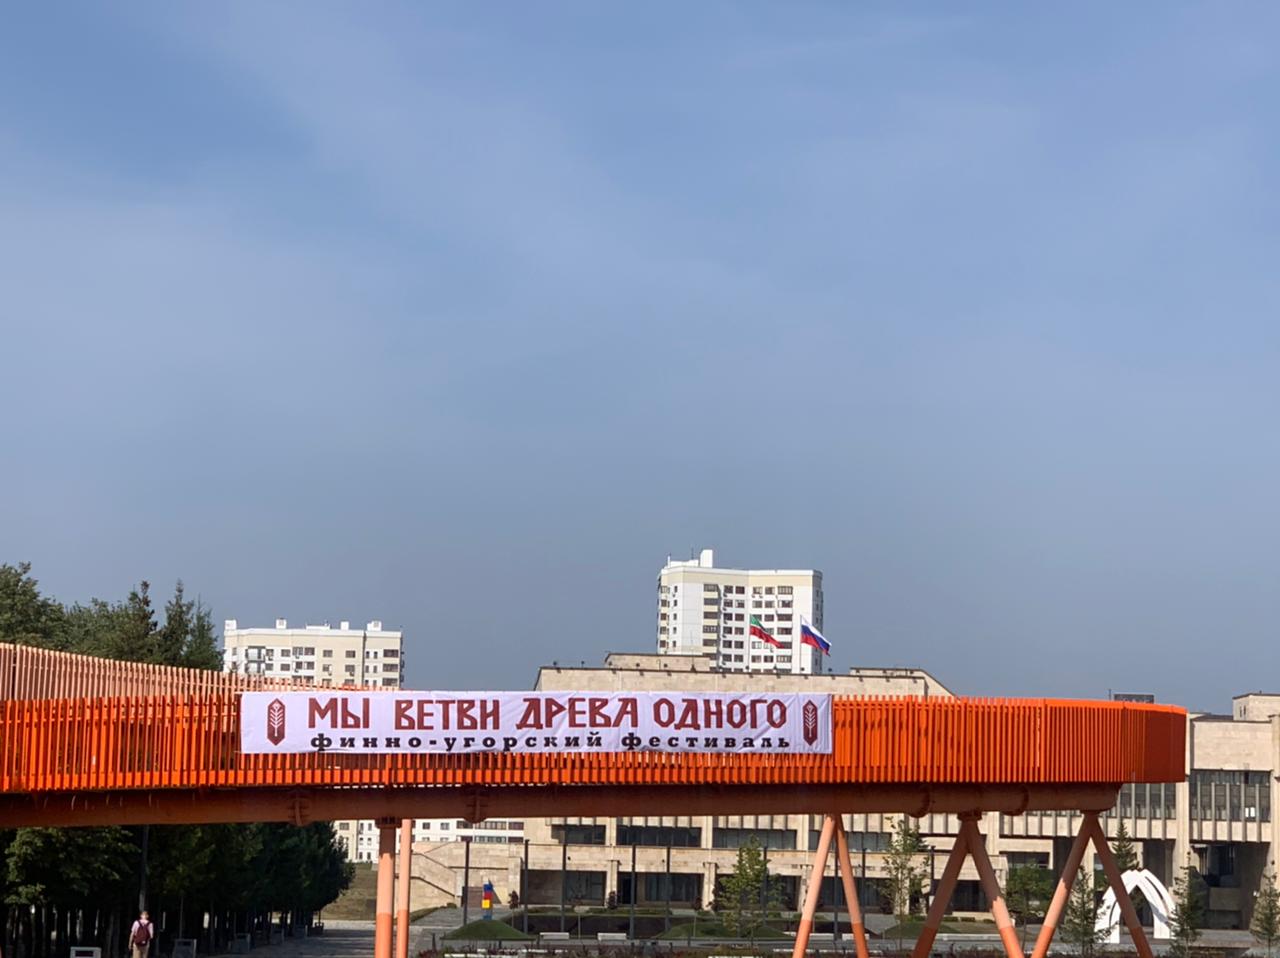 МЫ ВЕТВИ ДРЕВА ОДНОГО
финно-угорский фестиваль